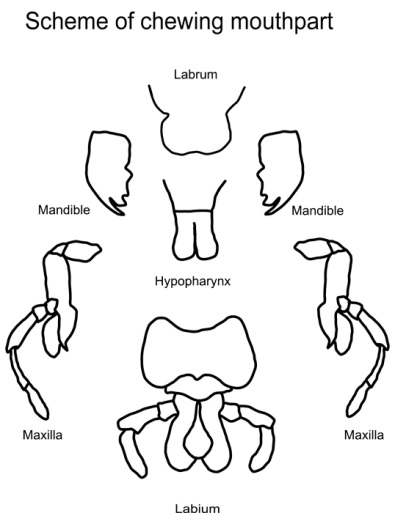 Scheme of chewing mouthpart
Labrum
Mandible
Mandible
Hypopharynx
Maxilla
Maxilla
Labium